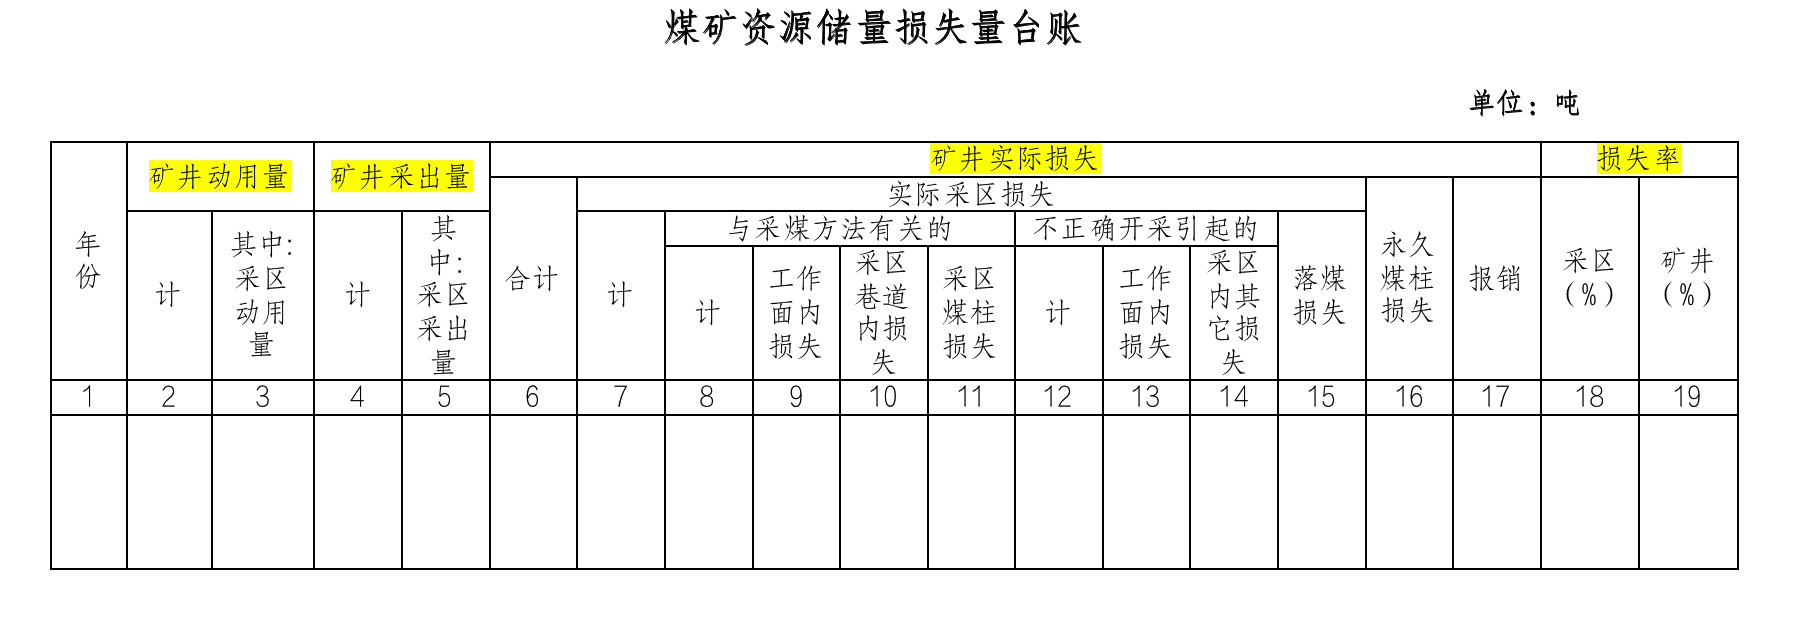 煤矿资源储量损失量台账
单位：吨
年份
矿井动用量
矿井采出量
矿井实际损失
损失率
计
其中:采区动用量
计
其中:采区采出量
合计
实际采区损失
永久煤柱损失
报销
采区(%)
矿井(%)
计
与采煤方法有关的
不正确开采引起的
落煤损失
计
工作面内损失
采区巷道内损失
采区煤柱损失
计
工作面内损失
采区内其它损失
1 2 3 4 5 6 7 8 9 10 11 12 13 14 15 16 17 18 19